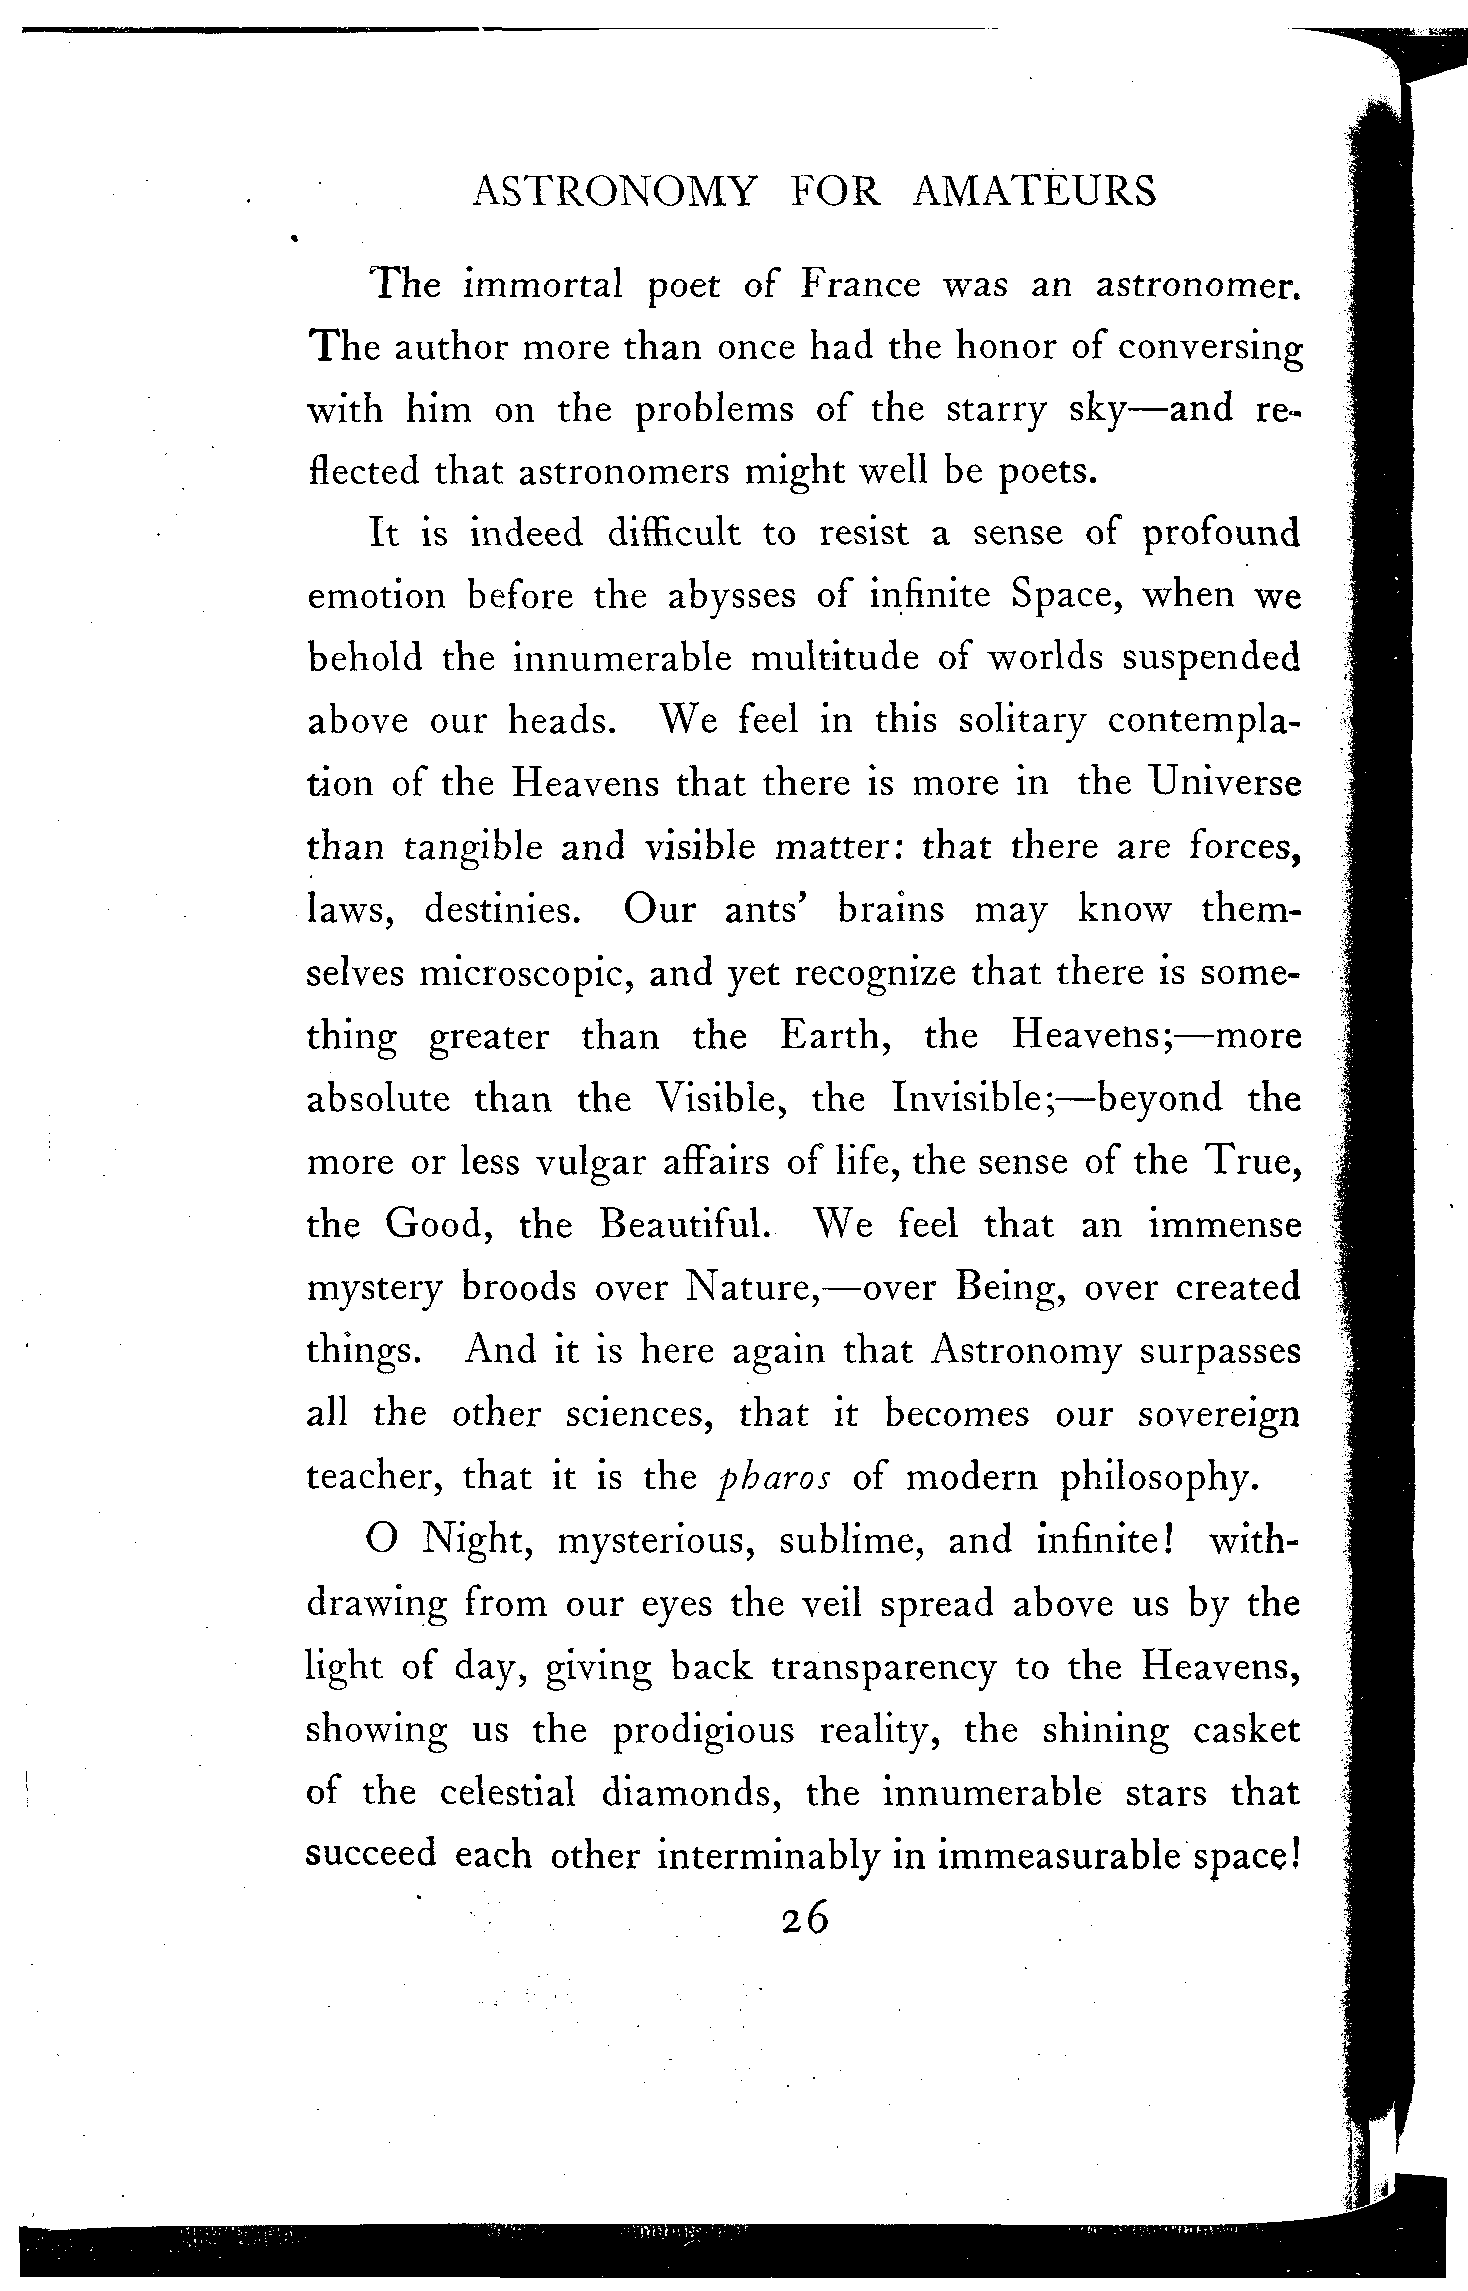 ASTRONOMY FOR AMATEURS
The immortal poet of France was an astronomer.
The author more than once had the honor of conversing
with him on the problems of the starry sky—and re-
flected that astronomers might well be poets.
It is indeed difficult to resist a sense of profound
emotion before the abysses of infinite Space, when we
behold the innumerable multitude of worlds suspended
above our heads. We feel in this solitary contempla-
tion of the Heavens that there is more in the Universe
than tangible and visible matter: that there are forces,
laws, destinies. Our ants' brains may know them-
selves microscopic, and yet recognize that there is some-
thing greater than the Earth, the Heavens;—more
absolute than the Visible, the Invisible;—beyond the
more or less vulgar affairs of life, the sense of the True,
the Good, the Beautiful. We feel that an immense
mystery broods over Nature,—over Being, over created
things. And it is here again that Astronomy surpasses
all the other sciences, that it becomes our sovereign
teacher, that it is the pharos of modern philosophy.
O Night, mysterious, sublime, and infinite! with-
drawing from our eyes the veil spread above us by the
light of day, giving back transparency to the Heavens,
showing us the prodigious reality, the shining casket
of the celestial diamonds, the innumerable stars that
succeed each other interminably in immeasurable space!
26